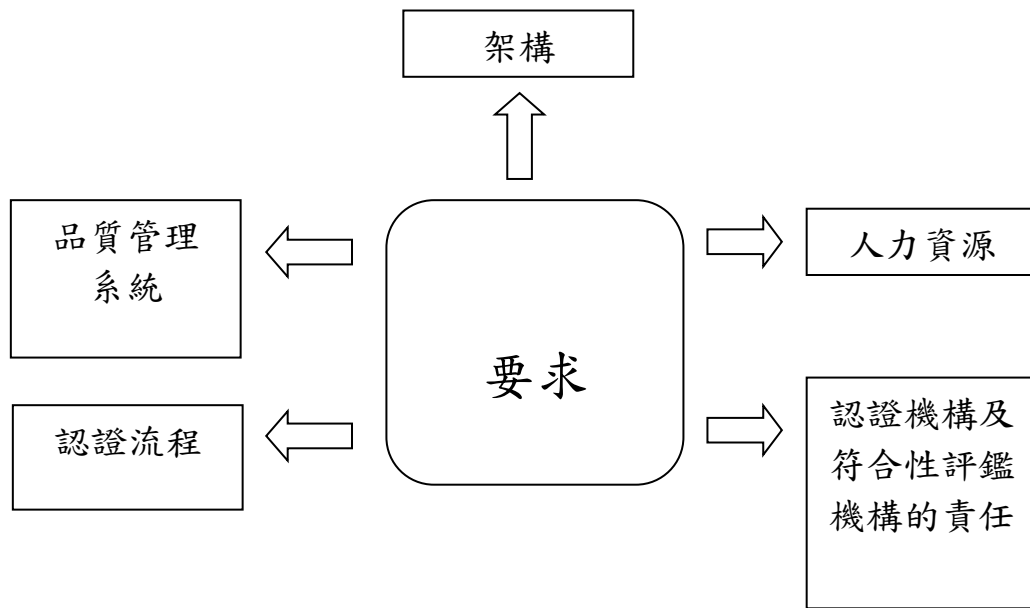 架構
品質管理
系統
人力資源
要求
認證流程
認證機構及
符合性評鑑
機構的責任